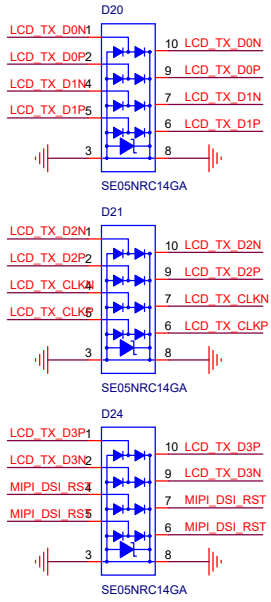 D20
LCD_TX_D0N 1
10 LCD_TX_D0N
LCD_TX_D0P 2
9 LCD_TX_D0P
LCD_TX_D1N 4
7 LCD_TX_D1N
LCD_TX_D1P 5
6 LCD_TX_D1P
3 8
SE05NRC14GA
D21
LCD_TX_D2N 1
10 LCD_TX_D2N
LCD_TX_D2P 2
9 LCD_TX_D2P
LCD_TX_CLKN 4
7 LCD_TX_CLKN
LCD_TX_CLKP 5
6 LCD_TX_CLKP
3 8
SE05NRC14GA
D24
LCD_TX_D3P 1
10 LCD_TX_D3P
LCD_TX_D3N 2
9 LCD_TX_D3N
MIPI_DSI_RST 4
7 MIPI_DSI_RST
MIPI_DSI_RST 5
6 MIPI_DSI_RST
3 8
SE05NRC14GA